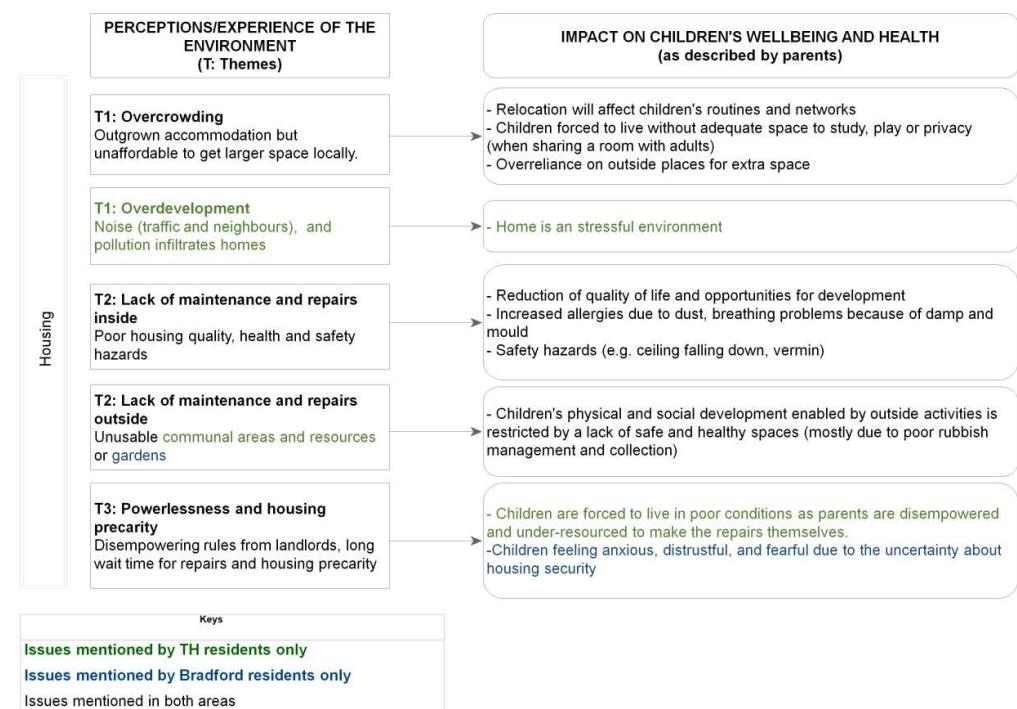 PERCEPTIONS/EXPERIENCE OF THE
ENVIRONMENT
(T: Themes)
IMPACT ON CHILDREN'S WELLBEING AND HEALTH
(as described by parents)
Housing
T1: Overcrowding
Outgrown accommodation but
unaffordable to get larger space locally.
- Relocation will affect children's routines and networks
- Children forced to live without adequate space to study, play or privacy
(when sharing a room with adults)
- Overreliance on outside places for extra space
T1: Overdevelopment
Noise (traffic and neighbours), and
pollution infiltrates homes
- Home is an stressful environment
T2: Lack of maintenance and repairs
inside
Poor housing quality, health and safety
hazards
- Reduction of quality of life and opportunities for development
- Increased allergies due to dust, breathing problems because of damp and
mould
- Safety hazards (e.g. ceiling falling down, vermin)
T2: Lack of maintenance and repairs
outside
Unusable communal areas and resources
or gardens
- Children's physical and social development enabled by outside activities is
restricted by a lack of safe and healthy spaces (mostly due to poor rubbish
management and collection)
T3: Powerlessness and housing
precarity
Disempowering rules from landlords, long
wait time for repairs and housing precarity
- Children are forced to live in poor conditions as parents are disempowered
and under-resourced to make the repairs themselves.
-Children feeling anxious, distrustful, and fearful due to the uncertainty about
housing security
Keys
Issues mentioned by TH residents only
Issues mentioned by Bradford residents only
Issues mentioned in both areas